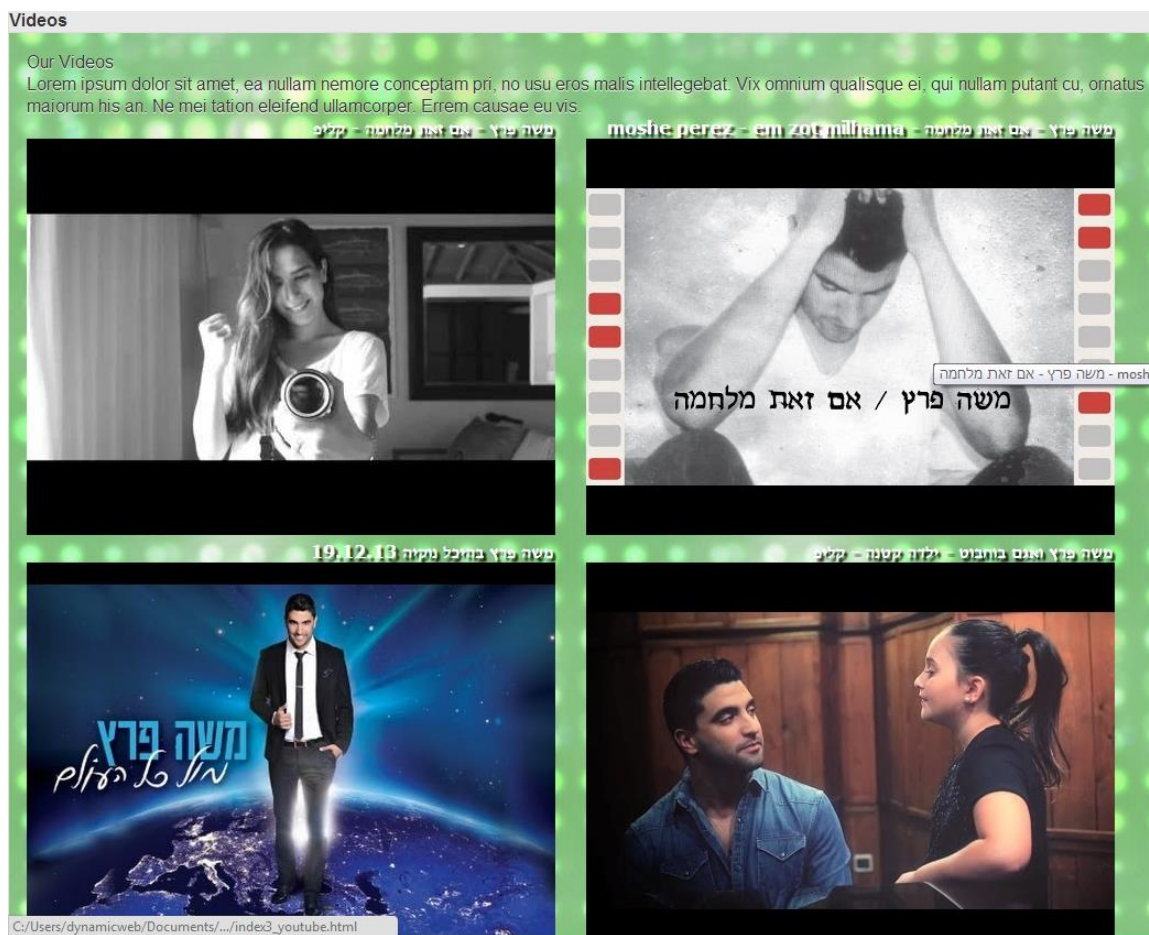 Videos
Our Videos
Lorem ipsum dolor sit amet, ea nullam nemore conceptam pri, no usu eros malis intellegebat. Vix omnium qualisque ei, qui nullam putant cu, ornatus
maiorum his an. Ne mei tation eleifend ullamcorper. Errem causae eu vis.
משה פרץ - אם זאת מלחמה - קליפ
משה פרץ - אם זאת מלחמה - moshe perez - em zot milhama
משה פרץ - אם זאת מלחמה - mosh
משה פרץ / אם זאת מלחמה
משה פרץ בהיכל נוקיה 19.12.13
משה פרץ ואגם בוחבוט - ילדה קטנה - קליפ
משה פרץ
מול כל העולם
C:/Users/dynamicweb/Documents/.../index3_youtube.html